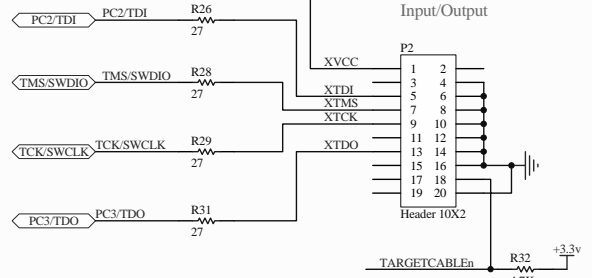 Input/Output
PC2/TDI PC2/TDI R26
27
P2
XVCC 1 2
3 4
TMS/SWDIO TMS/SWDIO R28
27
XTDI 5 6
XTMS 7 8
XTCK 9 10
11 12
TCK/SWCLK TCK/SWCLK R29
27
XTDO 13 14
15 16
17 18
19 20
PC3/TDO PC3/TDO R31
27
Header 10X2
+3.3v
TARGETCABLEn R32